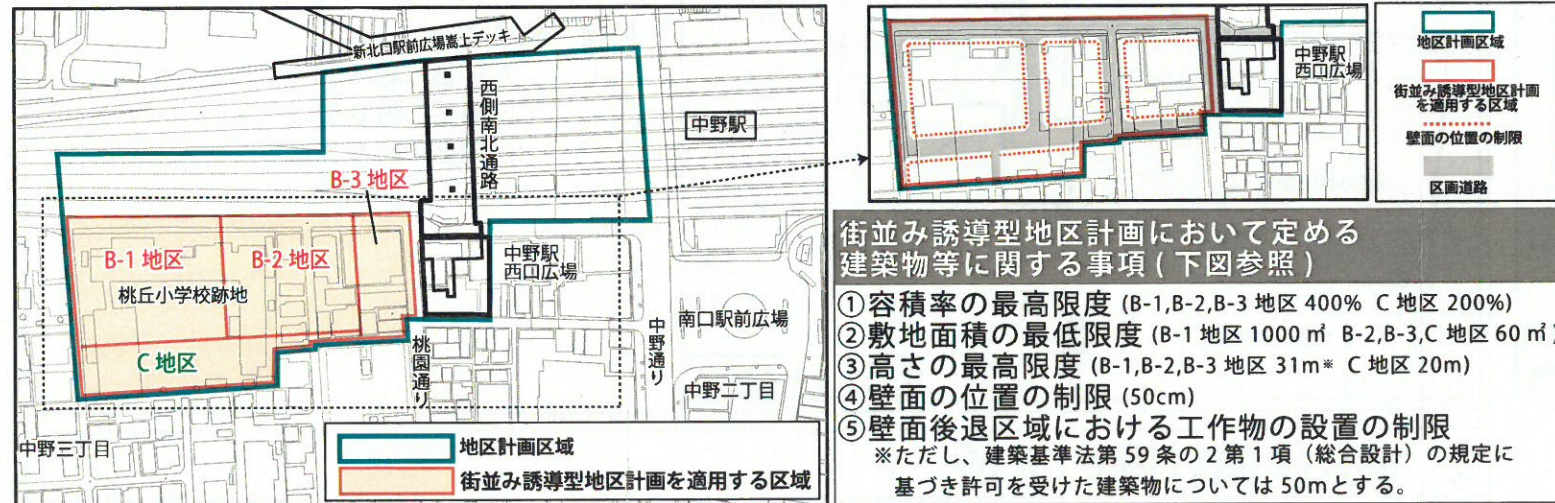 新北口駅前広場嵩上デッキ
西側南北通路
中野駅
B-3 地区
B-1 地区
B-2 地区
桃丘小学校跡地
C 地区
中野駅
西口広場
桃園通り
中野通り
南口駅前広場
中野二丁目
中野三丁目
地区計画区域
街並み誘導型地区計画を適用する区域
中野駅
西口広場
地区計画区域
街並み誘導型地区計画
を適用する区域
壁面の位置の制限
区画道路
街並み誘導型地区計画において定める
建築物等に関する事項 ( 下図参照 )
①容積率の最高限度 (B-1,B-2,B-3 地区 400% C 地区 200%)
②敷地面積の最低限度 (B-1 地区 1000 ㎡ B-2,B-3,C 地区 60 ㎡ )
③高さの最高限度 (B-1,B-2,B-3 地区 31m※ C 地区 20m)
④壁面の位置の制限 (50cm)
⑤壁面後退区域における工作物の設置の制限
※ただし、建築基準法第 59 条の 2 第 1 項（総合設計）の規定に
基づき許可を受けた建築物については 50mとする。